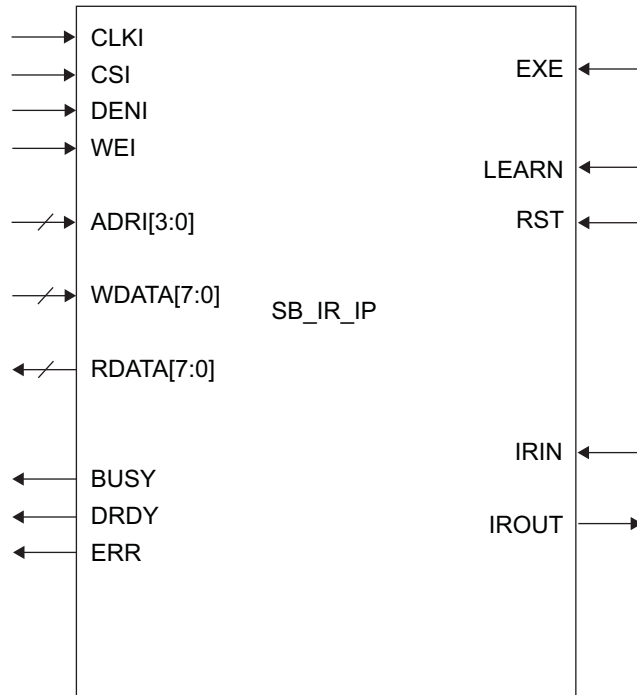 CLKI
CSI
DENI
WEI
ADRI[3:0]
WDATA[7:0]
RDATA[7:0]
BUSY
DRDY
ERR
SB_IR_IP
EXE
LEARN
RST
IRIN
IROUT